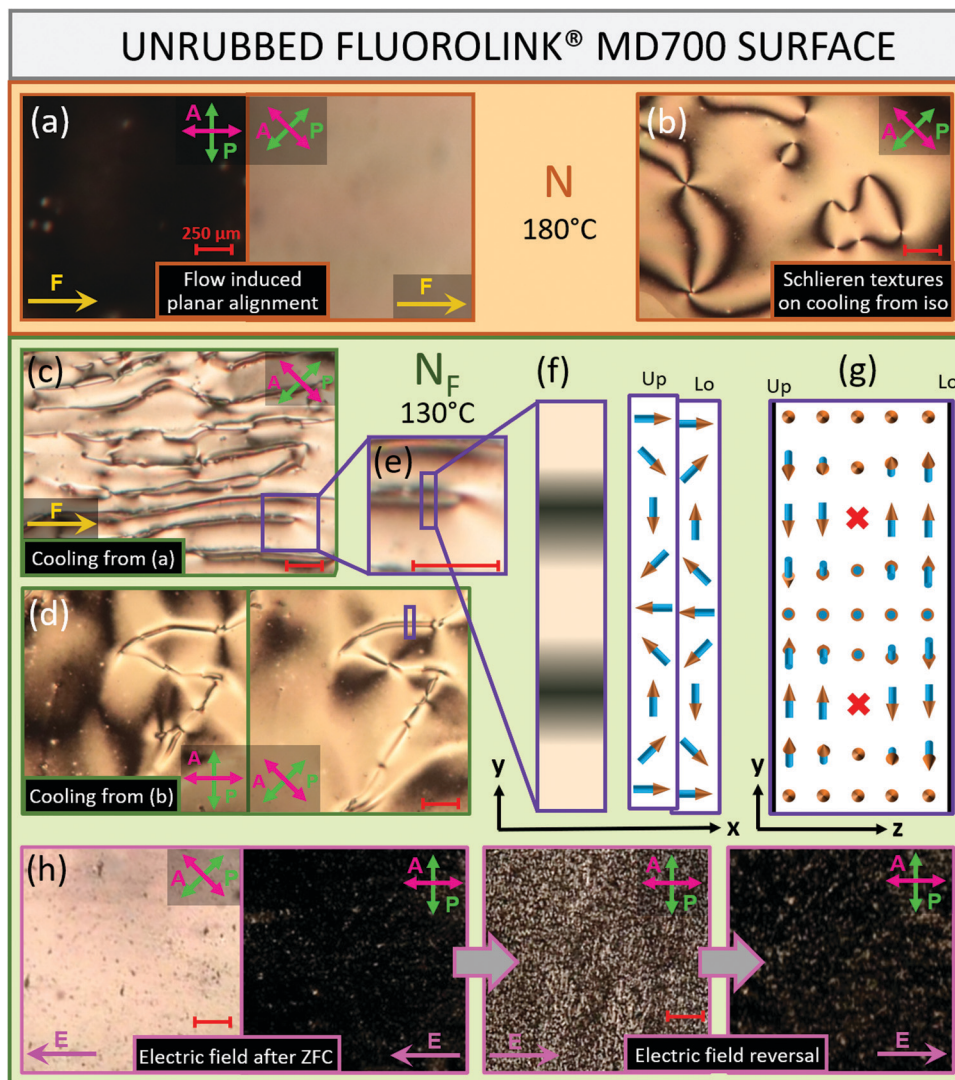 UNRUBBED FLUOROLINK® MD700 SURFACE
(a)
A
P
A
P
250 µm
F
Flow induced
planar alignment
F
N
180°C
(b)
A
P
Schlieren textures
on cooling from iso
(c)
A
P
F
Cooling from (a)
N_F
130°C
(e)
(d)
A
P
A
P
Cooling from (b)
(f)
Up
Lo
y
x
Up
(g)
Lo
y
z
(h)
A
P
A
P
E
Electric field after ZFC
E
A
P
A
P
E
Electric field reversal
E